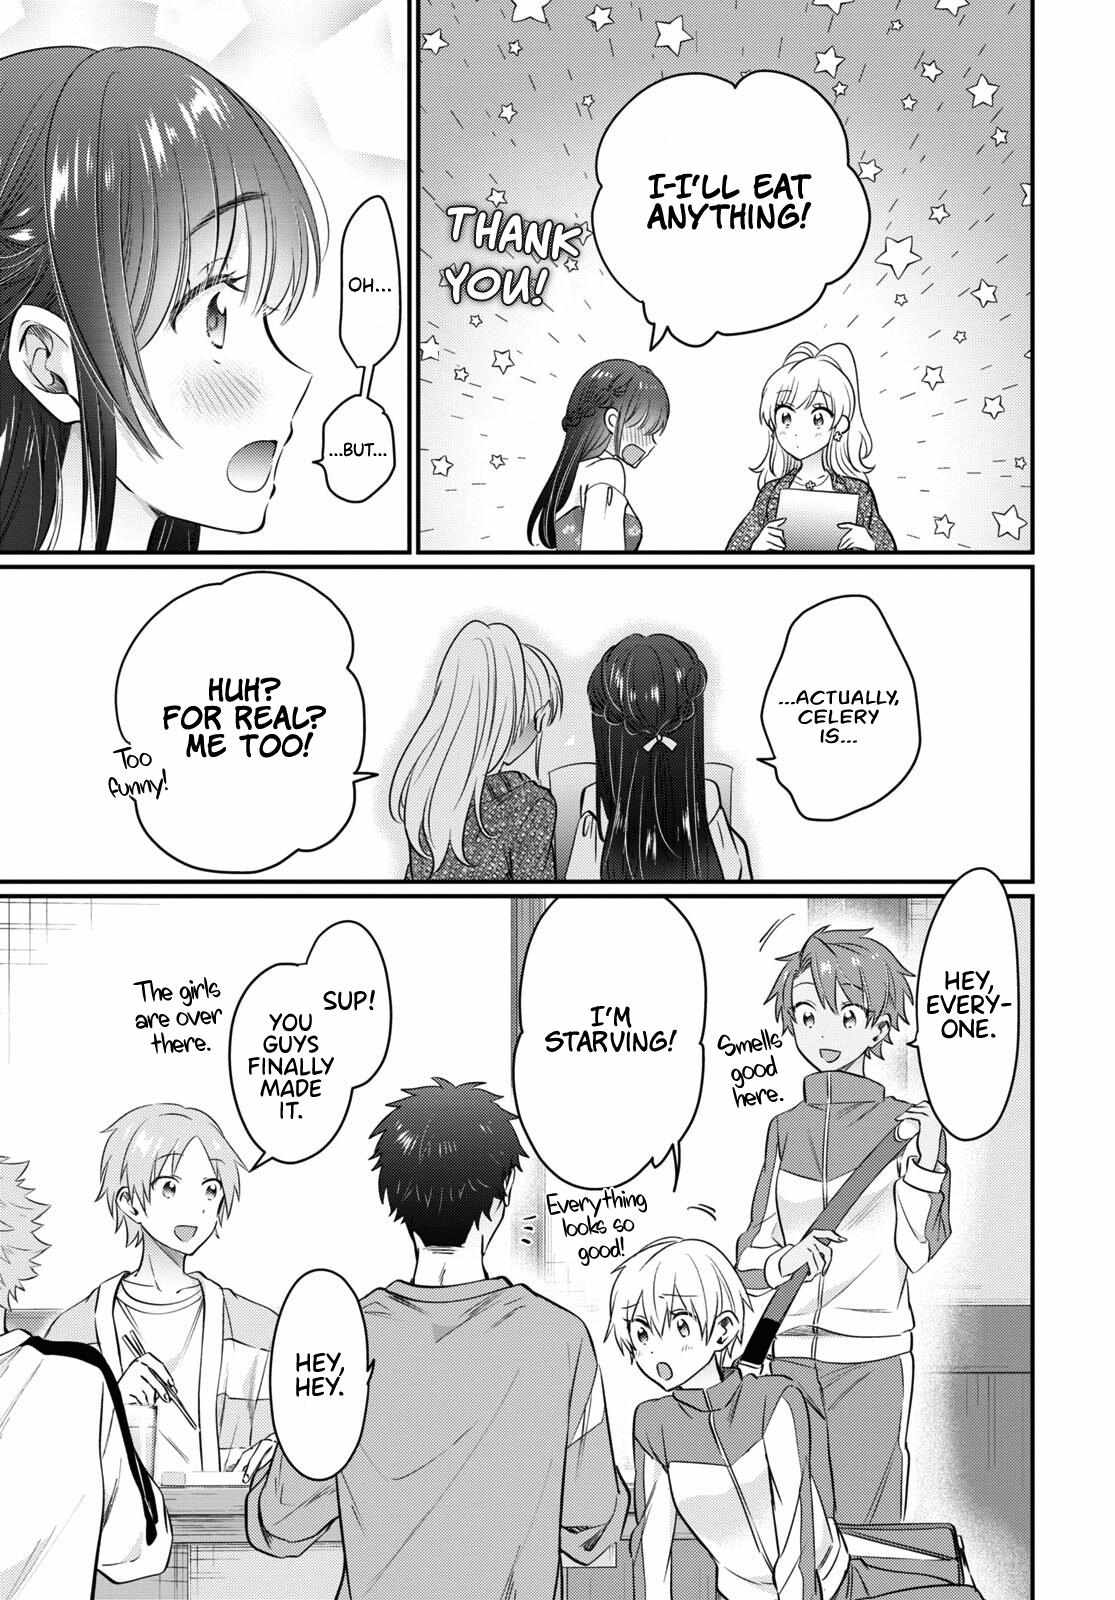 I-I'LL EAT
ANYTHING!
THANK
YOU!
OH...
...BUT...
...ACTUALLY,
CELERY
IS...
HUH?
FOR REAL?
ME TOO!
Too
funny!
HEY,
EVERY-
ONE.
Smells
good
here.
I'M
STARVING!
Everything
looks so
good!
SUP!
YOU
GUYS
FINALLY
MADE
IT.
The girls
are over
there.
HEY,
HEY.